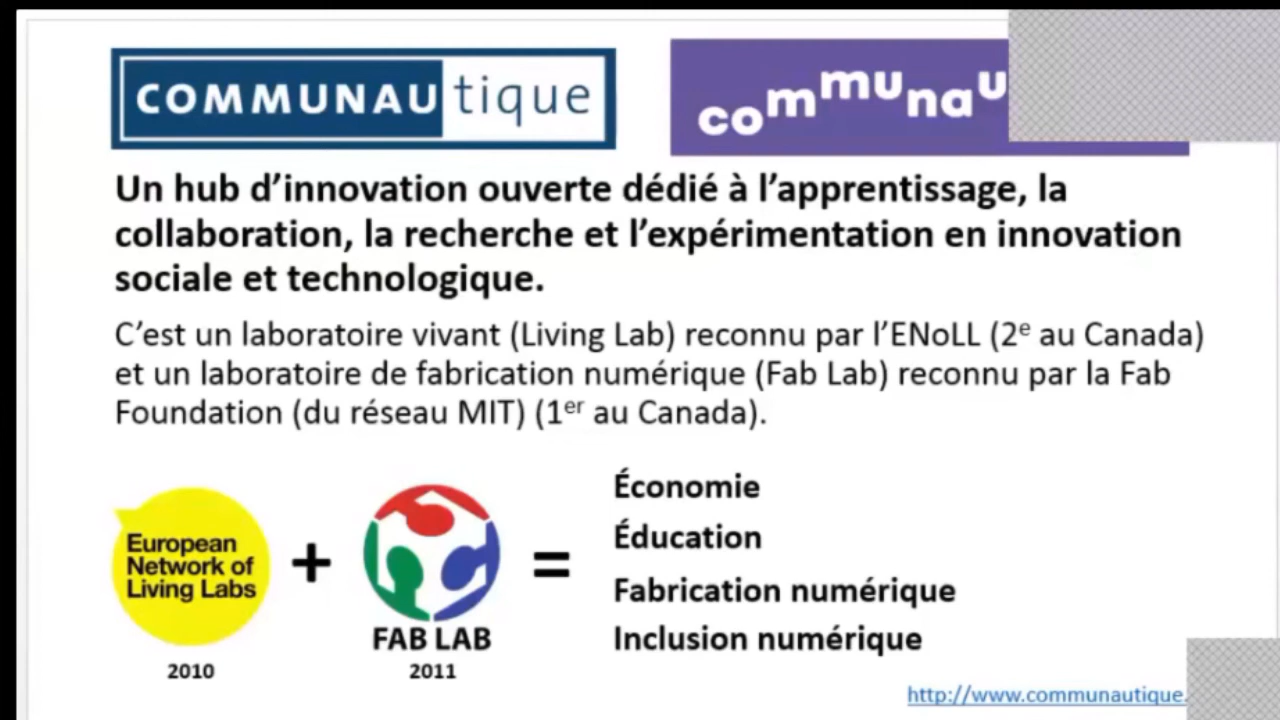 COMMUNAUtique
communau
Un hub d’innovation ouverte dédié à l’apprentissage, la
collaboration, la recherche et l’expérimentation en innovation
sociale et technologique.
C’est un laboratoire vivant (Living Lab) reconnu par l’ENoLL (2e au Canada)
et un laboratoire de fabrication numérique (Fab Lab) reconnu par la Fab
Foundation (du réseau MIT) (1er au Canada).
European
Network of
Living Labs
+
FAB LAB
=
2010
2011
Économie
Éducation
Fabrication numérique
Inclusion numérique
http://www.communautique.